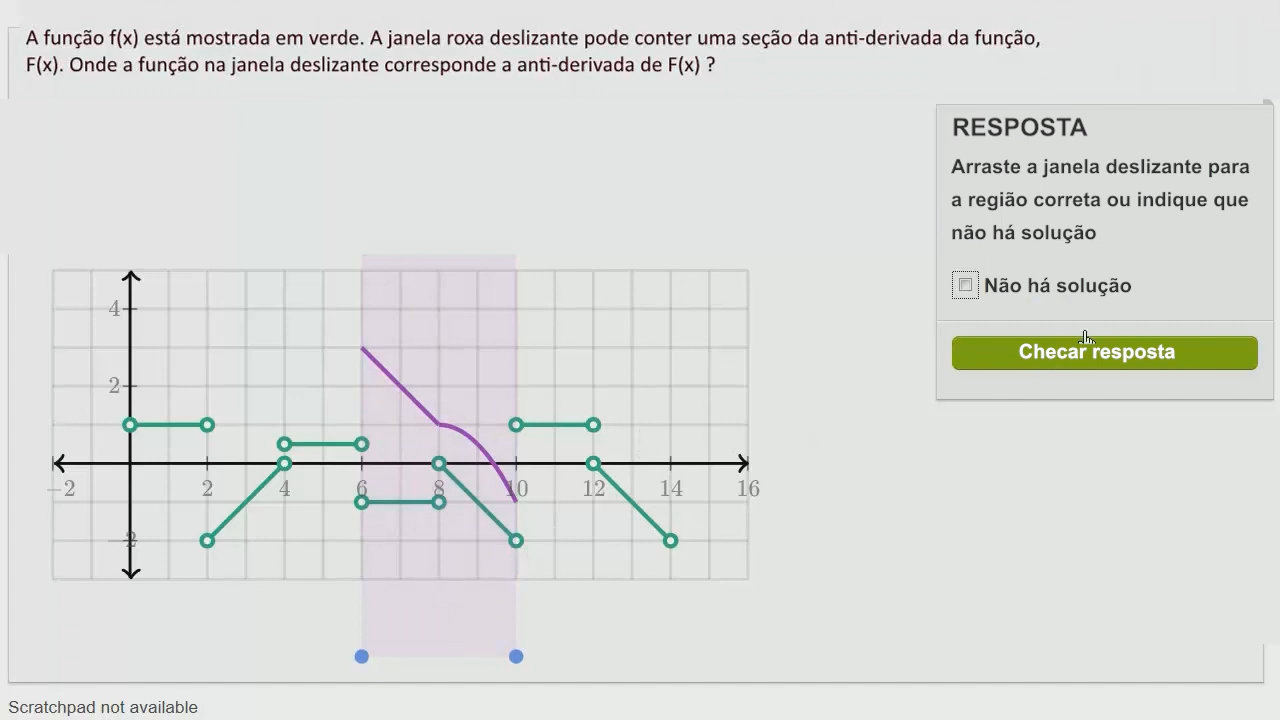 A função f(x) está mostrada em verde. A janela roxa deslizante pode conter uma seção da anti-derivada da função,
F(x). Onde a função na janela deslizante corresponde a anti-derivada de F(x) ?
RESPOSTA
Arraste a janela deslizante para
a região correta ou indique que
não há solução
Não há solução
Checar resposta
4
2
−2 2 4 6 8 10 12 14 16
2
Scratchpad not available